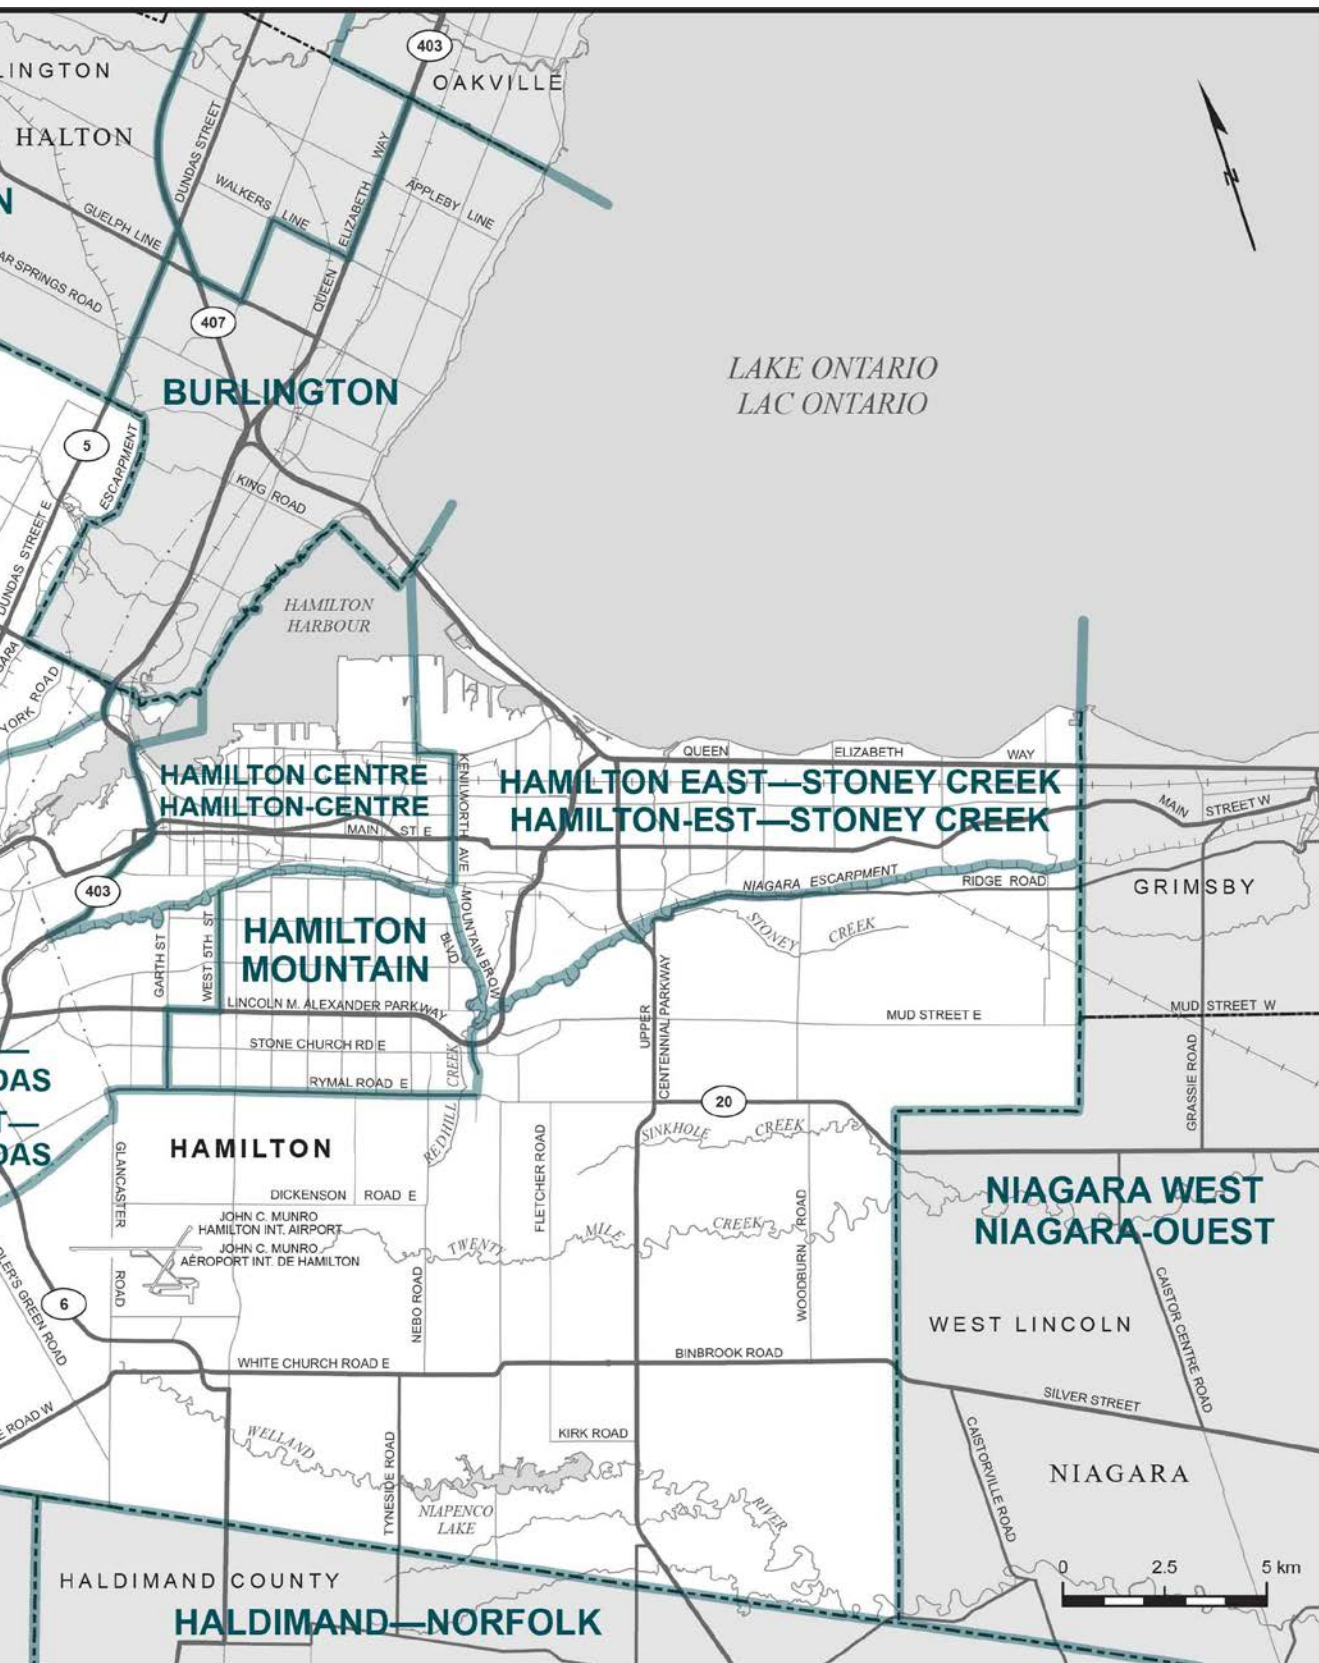 403
OAKVILLE
LINGTON
HALTON
N
DUNDAS STREET
WALKERS LINE
QUEEN ELIZABETH WAY
APPLEBY LINE
GUELPH LINE
AR SPRINGS ROAD
407
N
BURLINGTON
LAKE ONTARIO
LAC ONTARIO
5
ESCARPMENT
KING ROAD
DUNDAS STREET E
HAMILTON
HARBOUR
GARA
YORK ROAD
QUEEN ELIZABETH WAY
HAMILTON CENTRE
HAMILTON-CENTRE
KENILWORTH AVE
HAMILTON EAST—STONEY CREEK
HAMILTON-EST—STONEY CREEK
MAIN STREET W
MAIN ST E
403
NIAGARA ESCARPMENT
RIDGE ROAD
GRIMSBY
HAMILTON
MOUNTAIN
MOUNTAIN BROW
BLVD
STONEY CREEK
GARTH ST
WEST 5TH ST
LINCOLN M. ALEXANDER PARKWAY
UPPER
CENTENNIAL PARKWAY
MUD STREET E
MUD STREET W
STONE CHURCH RD E
RYMAL ROAD E
REDHILL CREEK
GRASSIE ROAD
—
DAS
T—
DAS
20
SINKHOLE CREEK
HAMILTON
GLANCASTER ROAD
FLETCHER ROAD
DICKENSON ROAD E
NIAGARA WEST
NIAGARA-OUEST
JOHN C. MUNRO
HAMILTON INT. AIRPORT
JOHN C. MUNRO
AÉROPORT INT. DE HAMILTON
TWENTY MILE CREEK
WOODBURN ROAD
NEBO ROAD
6
LER'S GREEN ROAD
CAISTOR CENTRE ROAD
WEST LINCOLN
WHITE CHURCH ROAD E
BINBROOK ROAD
SILVER STREET
E ROAD W
WELLAND RIVER
KIRK ROAD
TYNESIDE ROAD
CAISTORVILLE ROAD
NIAGARA
NIAPENCO
LAKE
HALDIMAND COUNTY
HALDIMAND—NORFOLK
0 2.5 5 km